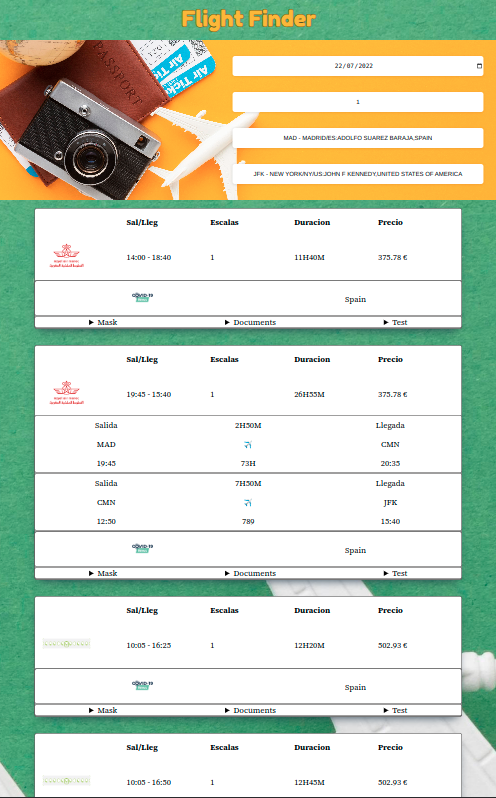 Flight Finder
PASSPORT
Air Tick
Air Ticke
22/07/2022
1
MAD - MADRID/ES:ADOLFO SUAREZ BARAJA,SPAIN
JFK - NEW YORK/NY/US:JOHN F KENNEDY,UNITED STATES OF AMERICA
Sal/Lleg Escalas Duracion Precio
14:00 - 18:40 1 11H40M 375.78 €
COVID-19 Spain
▶ Mask ▶ Documents ▶ Test
Sal/Lleg Escalas Duracion Precio
19:45 - 15:40 1 26H55M 375.78 €
Salida 2H50M Llegada
MAD CMN
19:45 73H 20:35
Salida 7H50M Llegada
CMN JFK
12:50 789 15:40
COVID-19 Spain
▶ Mask ▶ Documents ▶ Test
Sal/Lleg Escalas Duracion Precio
10:05 - 16:25 1 12H20M 502.93 €
COVID-19 Spain
▶ Mask ▶ Documents ▶ Test
Sal/Lleg Escalas Duracion Precio
10:05 - 16:50 1 12H45M 502.93 €